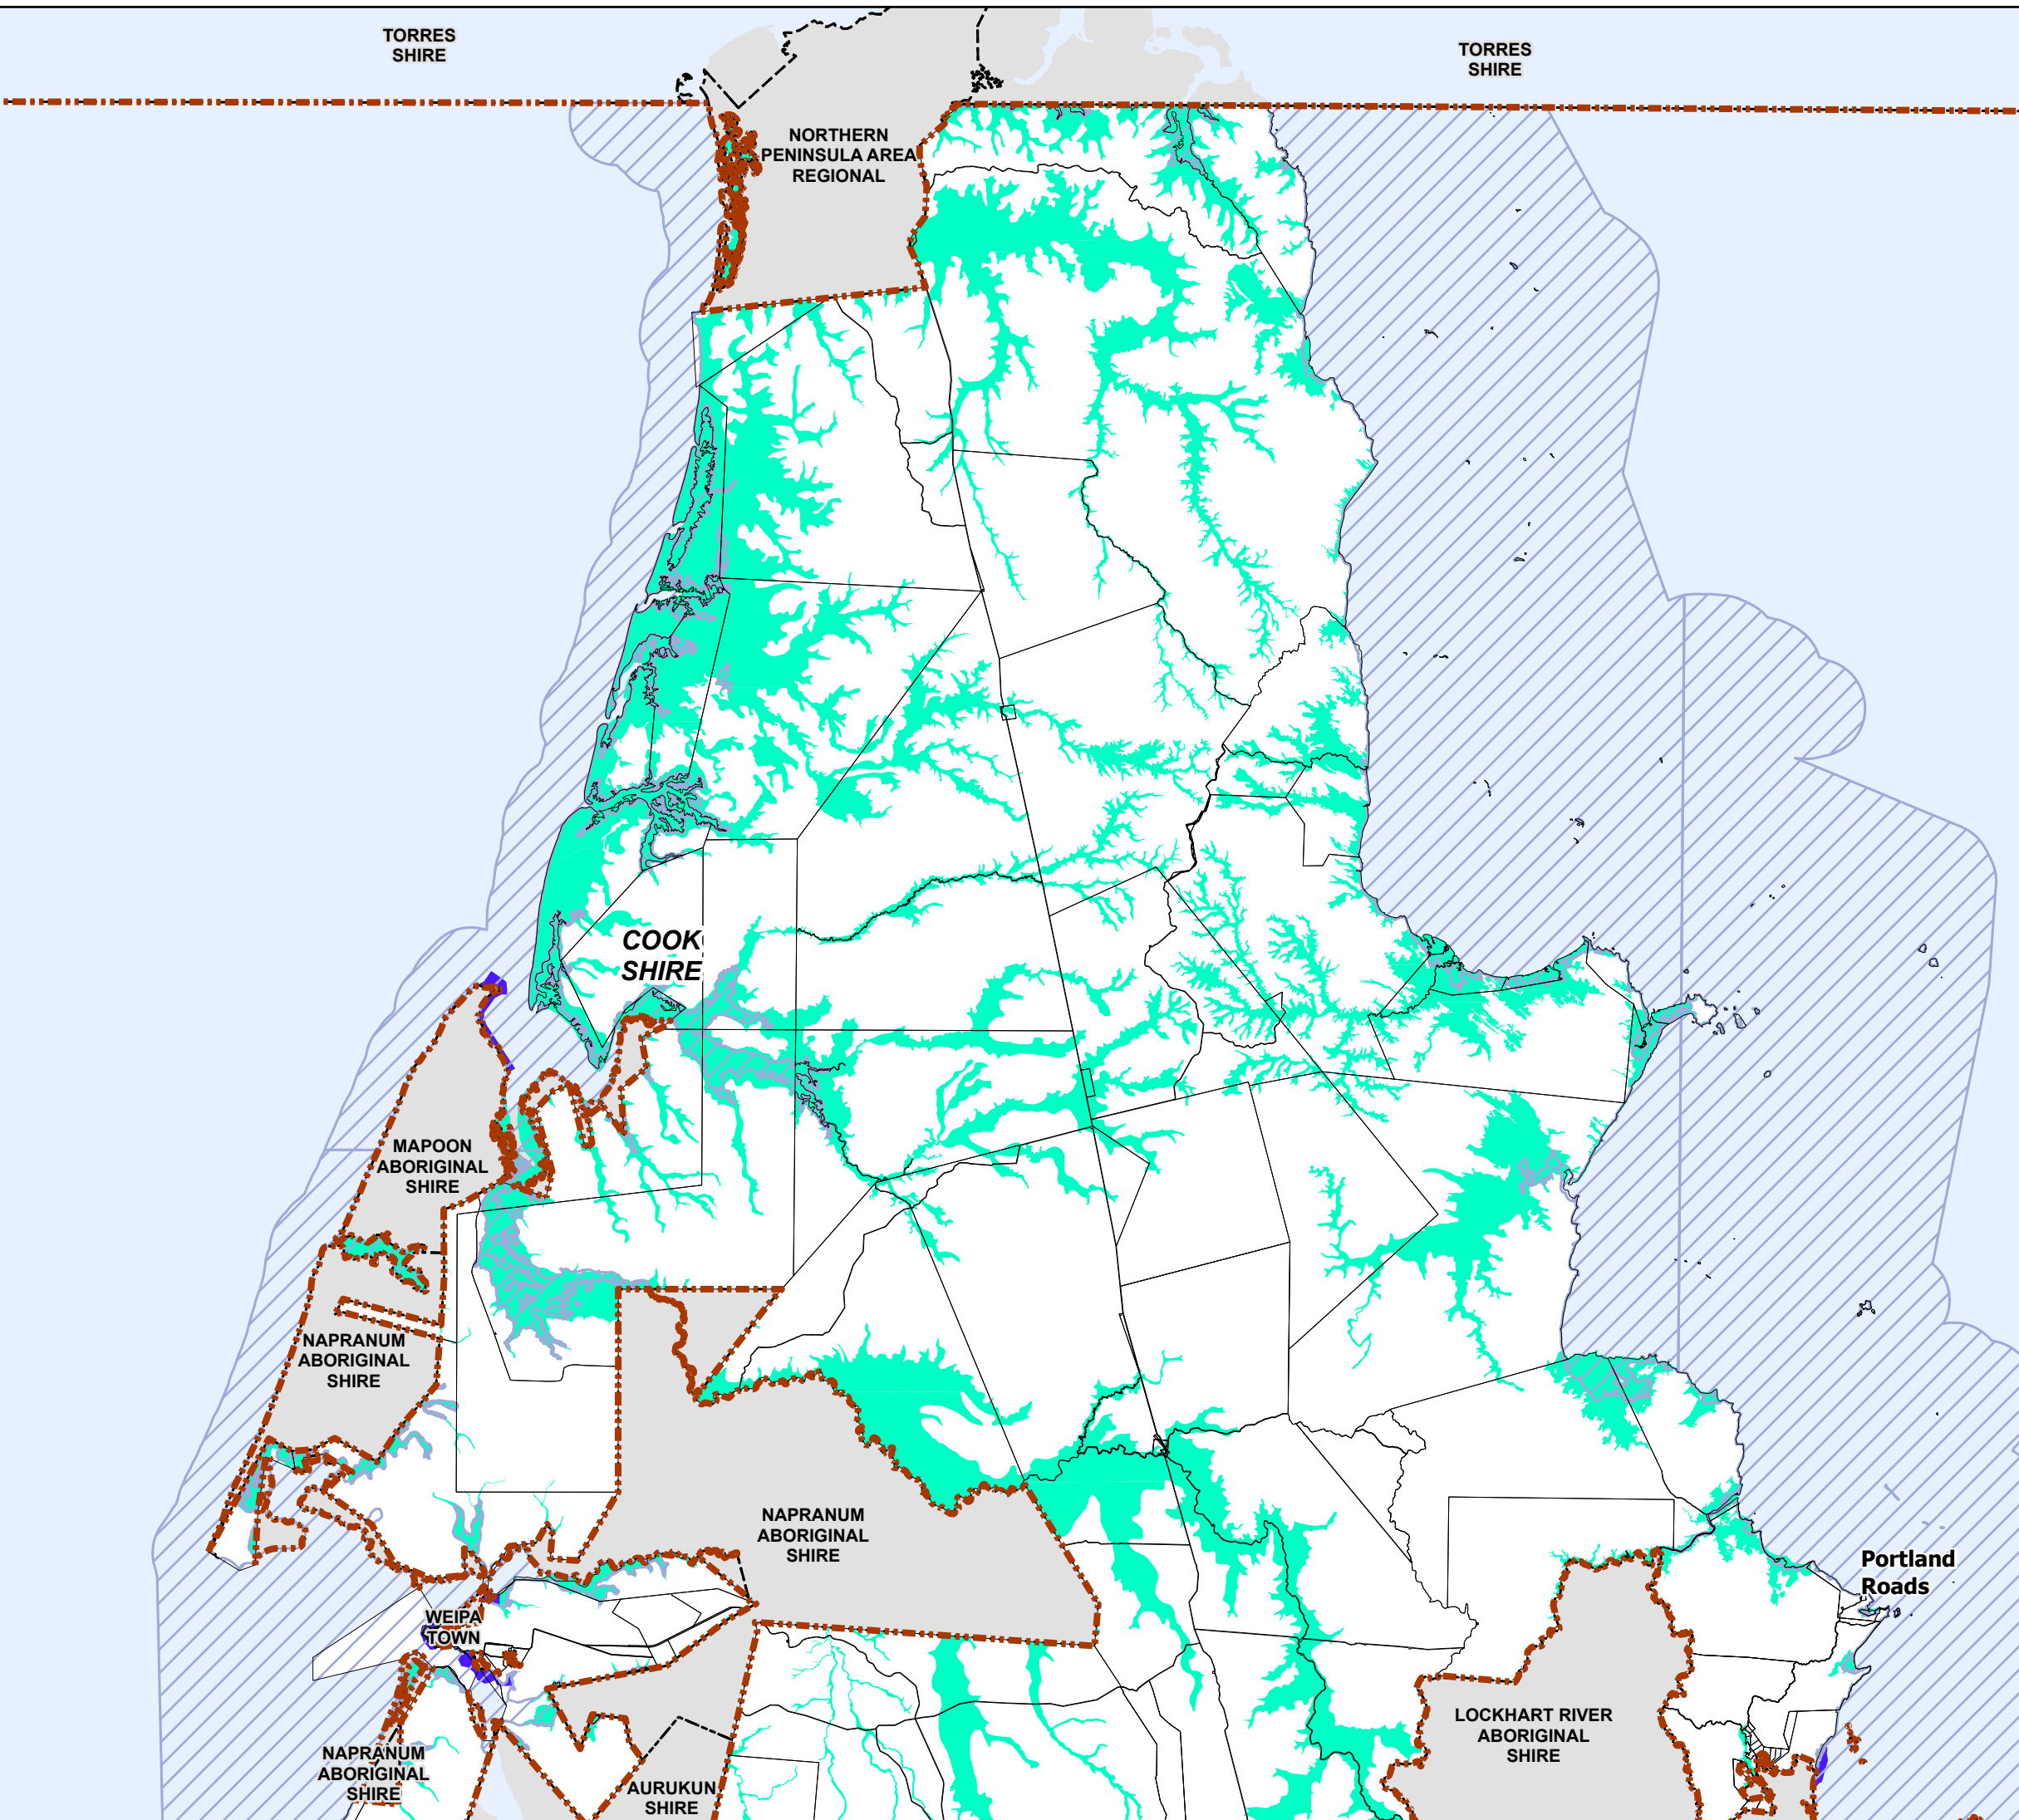 TORRES
SHIRE
TORRES
SHIRE
NORTHERN
PENINSULA AREA
REGIONAL
COOK
SHIRE
MAPOON
ABORIGINAL
SHIRE
NAPRANUM
ABORIGINAL
SHIRE
NAPRANUM
ABORIGINAL
SHIRE
Portland
Roads
WEIPA
TOWN
LOCKHART RIVER
ABORIGINAL
SHIRE
NAPRANUM
ABORIGINAL
SHIRE
AURUKUN
SHIRE